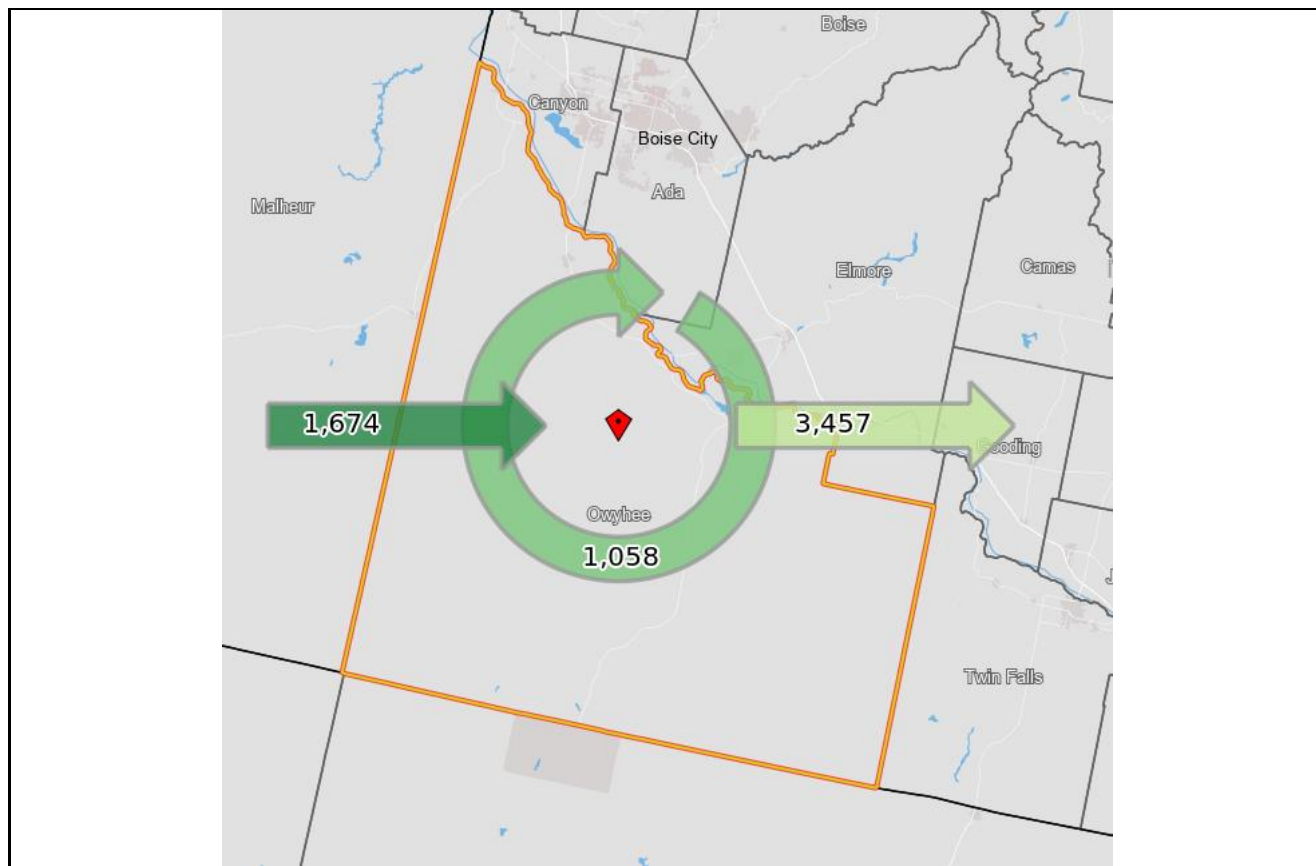 Boise
Canyon
Boise City
Ada
Malheur
Elmore
Camas
1,674
3,457
Gooding
Owyhee
1,058
Twin Falls